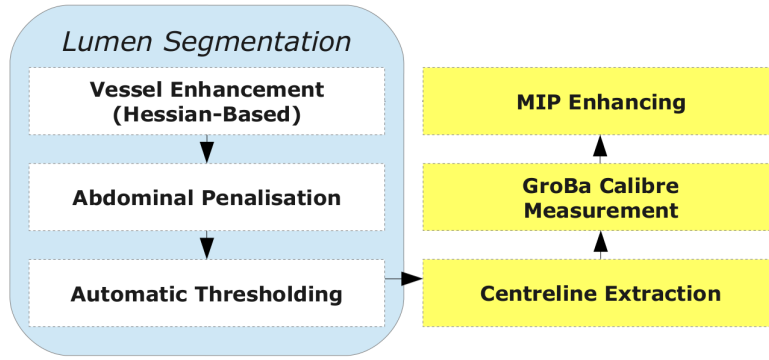 Lumen Segmentation
Vessel Enhancement
(Hessian-Based)
Abdominal Penalisation
Automatic Thresholding
MIP Enhancing
GroBa Calibre
Measurement
Centreline Extraction